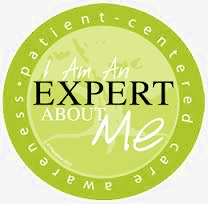 patient-centered care awareness
I Am An
EXPERT
ABOUT
Me